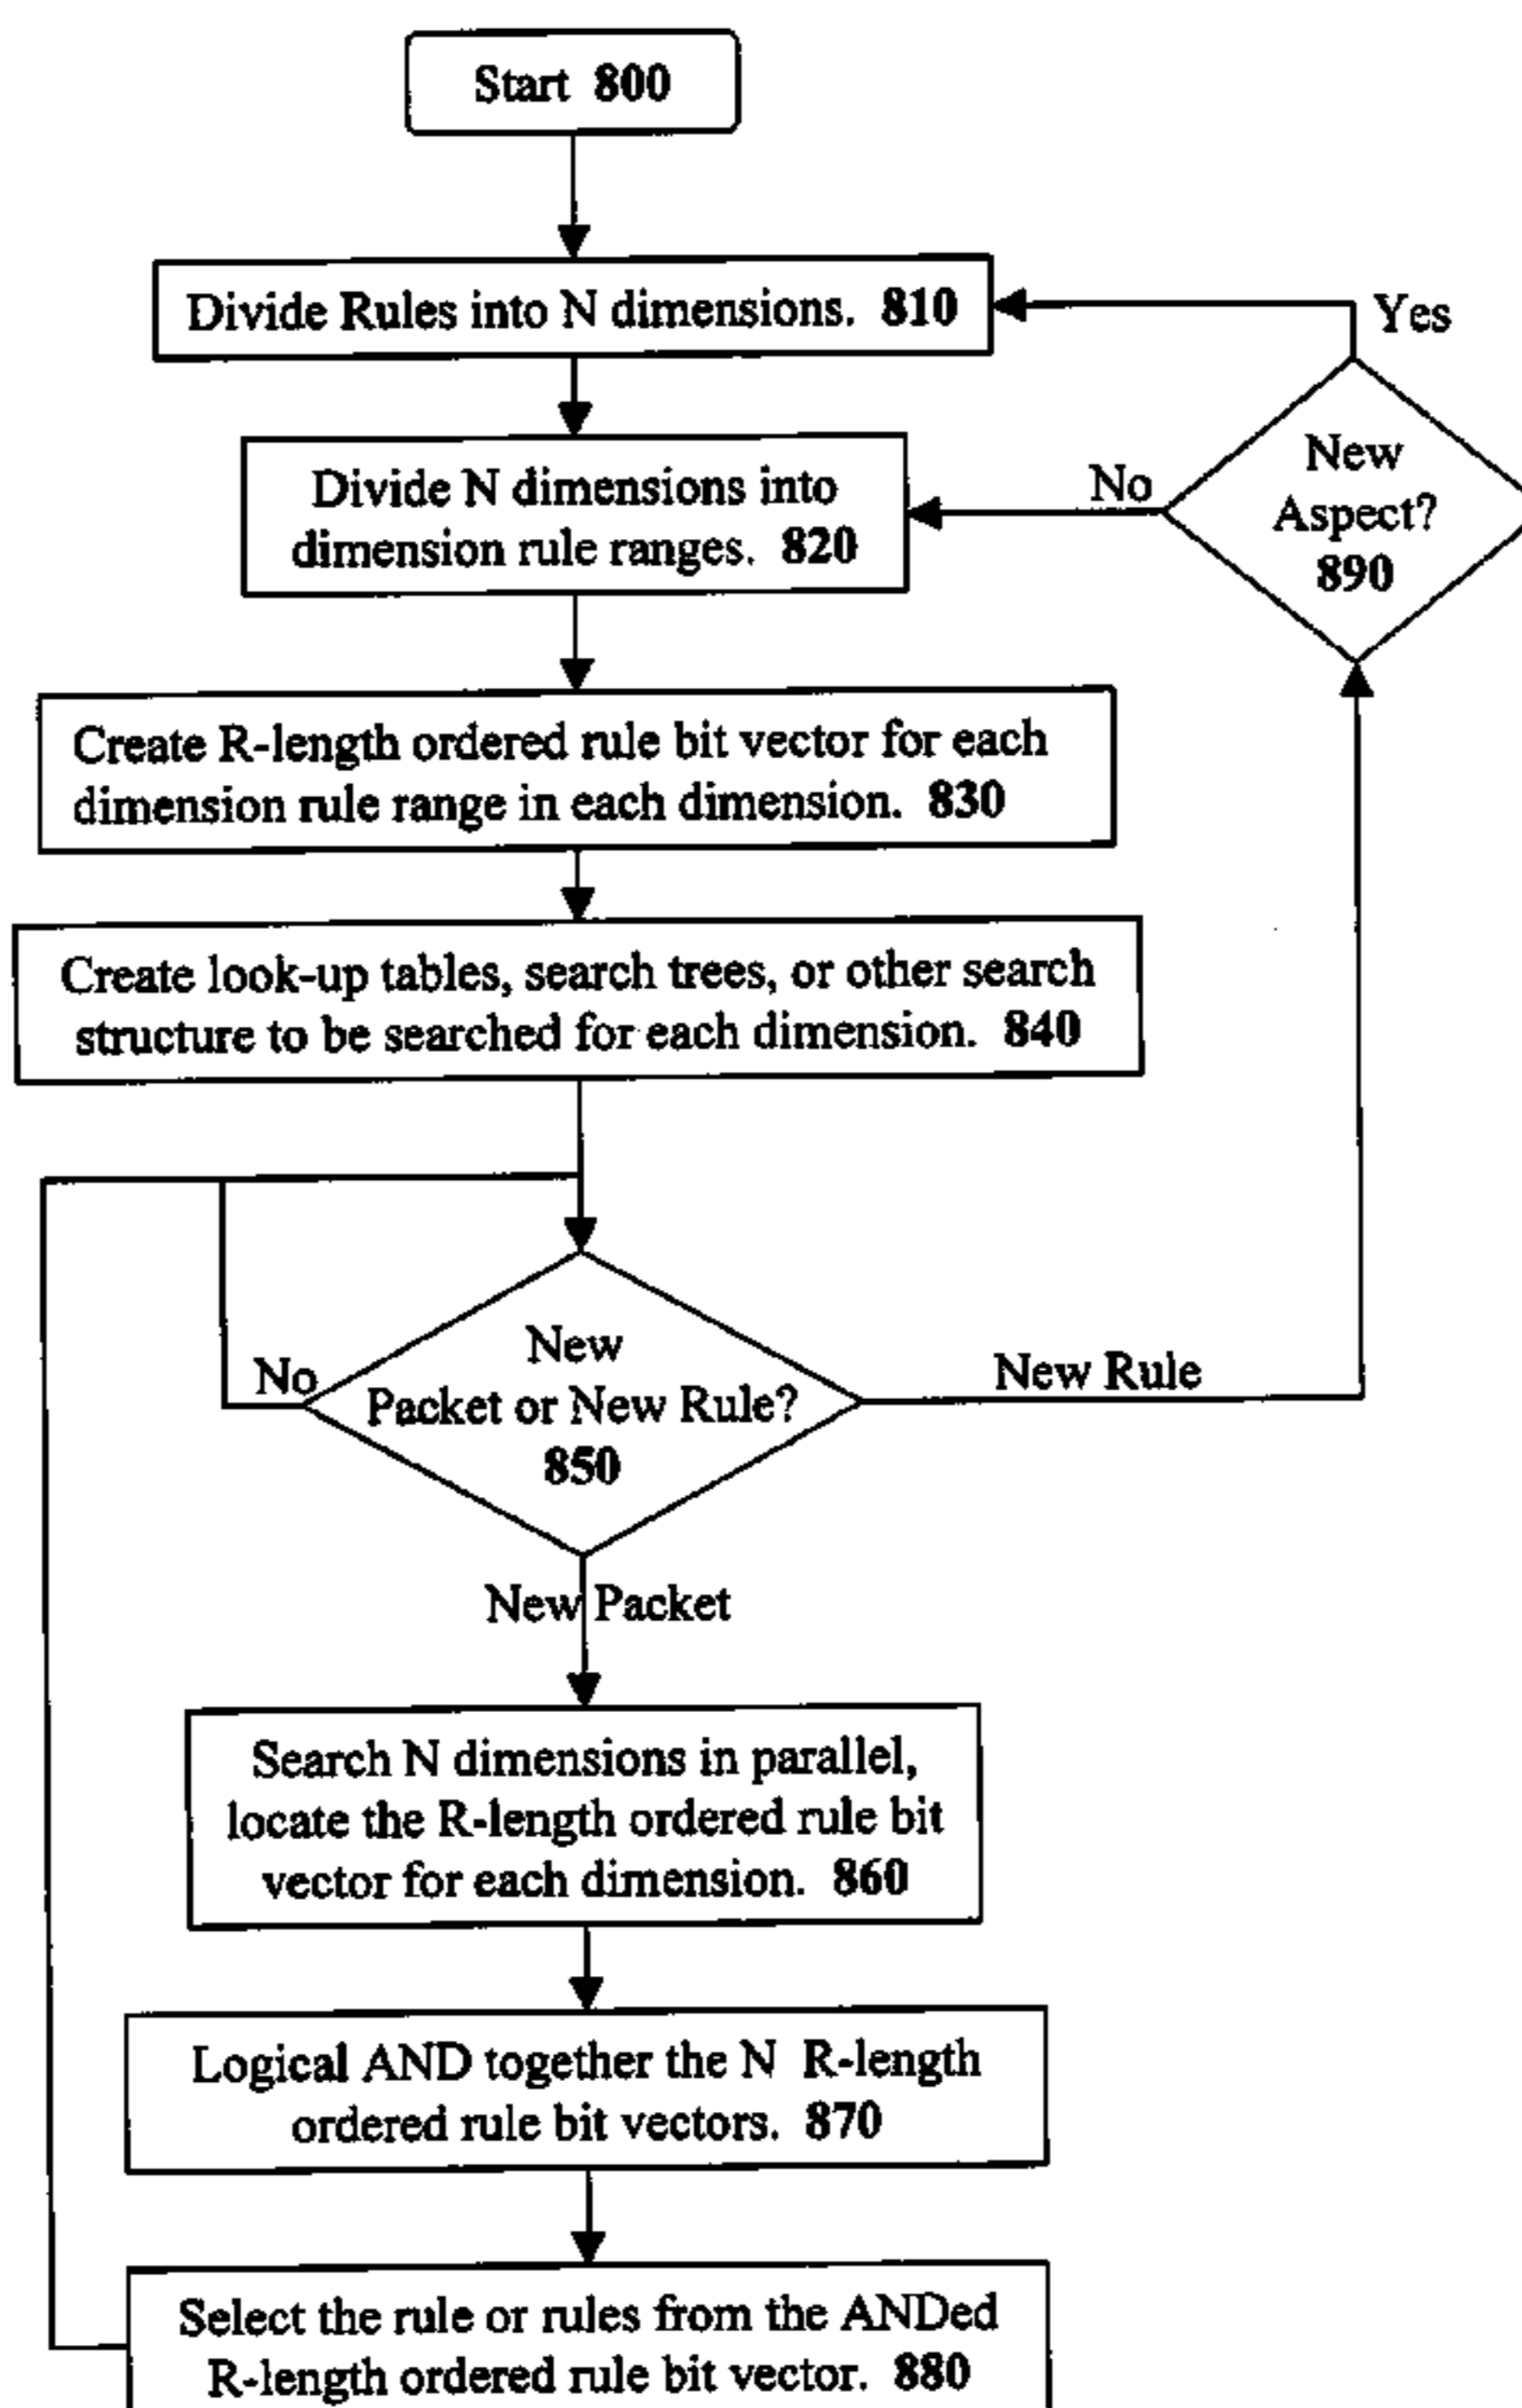 Start 800
Divide Rules into N dimensions. 810
Yes
Divide N dimensions into
dimension rule ranges. 820
No
New
Aspect?
890
Create R-length ordered rule bit vector for each
dimension rule range in each dimension. 830
Create look-up tables, search trees, or other search
structure to be searched for each dimension. 840
No
New
Packet or New Rule?
850
New Rule
New Packet
Search N dimensions in parallel,
locate the R-length ordered rule bit
vector for each dimension. 860
Logical AND together the N R-length
ordered rule bit vectors. 870
Select the rule or rules from the ANDed
R-length ordered rule bit vector. 880